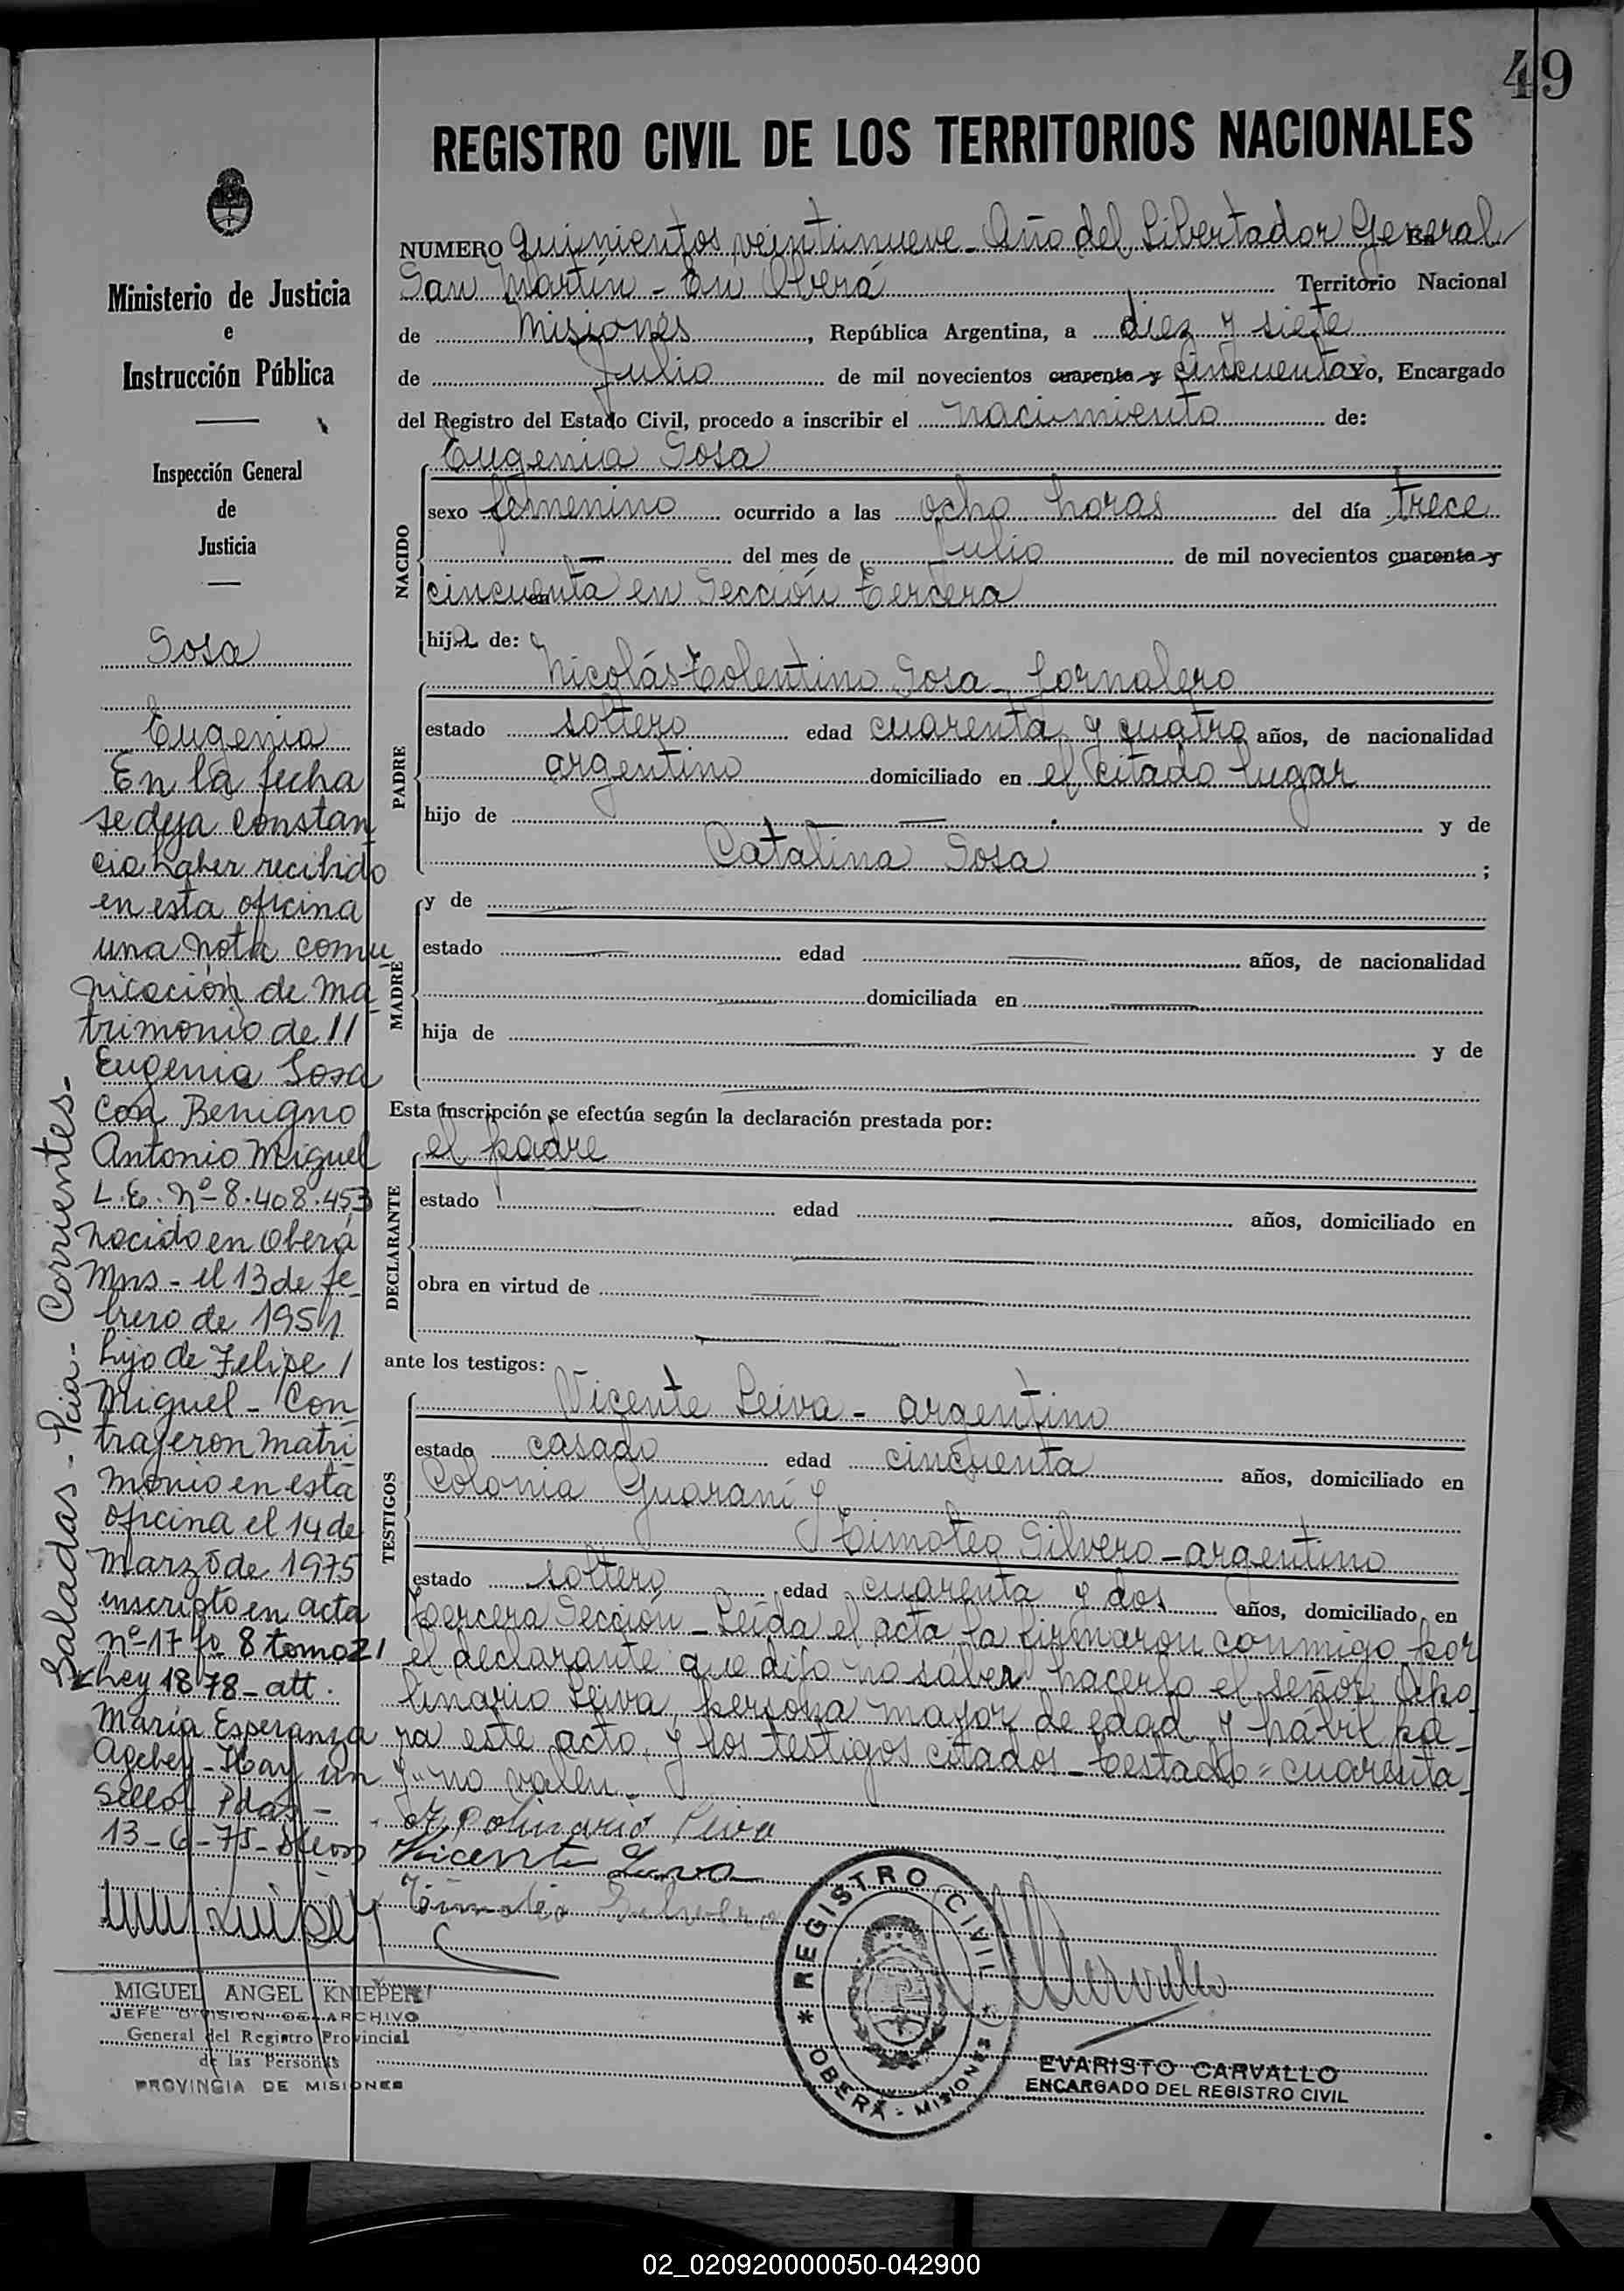 49
REGISTRO CIVIL DE LOS TERRITORIOS NACIONALES
NUMERO Quinientos veintinueve - Año del Libertador General
San Martín - En Oberá Territorio Nacional
de Misiones, República Argentina, a diez y siete
de Julio de mil novecientos cuarenta y cincuenta Yo, Encargado
del Registro del Estado Civil, procedo a inscribir el nacimiento de:
Eugenia Sosa
NACIDO
sexo femenino ocurrido a las ocho horas del día trece
— del mes de Julio de mil novecientos cuarenta y
cincuenta en Sección Tercera
hija de:
PADRE
Nicolás Tolentino Sosa - jornalero
estado soltero edad cuarenta y cuatro años, de nacionalidad
argentino domiciliado en el citado lugar
hijo de — y de
Catalina Sosa ;
MADRE
y de —
estado — edad — años, de nacionalidad
— domiciliada en —
hija de — y de
—
Esta inscripción se efectúa según la declaración prestada por:
DECLARANTE
el padre
estado — edad — años, domiciliado en
—
obra en virtud de —
—
ante los testigos:
TESTIGOS
Vicente Leiva - argentino
estado casado edad cincuenta años, domiciliado en
Colonia Guaraní y
Timoteo Silvero - argentino
estado soltero edad cuarenta y dos años, domiciliado en
tercera Sección - Leída el acta la firmaron conmigo por
el declarante que dijo no saber hacerlo el señor Apo
linario Leiva, persona mayor de edad y hábil pa-
ra este acto, y los testigos citados - testado = cuarenta
y - no valen -
Apolinario Leiva
Vicente Leiva
Timoteo Silvero
REGISTRO CIVIL
* OBERÁ - MISIONES *
EVARISTO CARVALLO
ENCARGADO DEL REGISTRO CIVIL
Ministerio de Justicia
e
Instrucción Pública
Inspección General
de
Justicia
Sosa
Eugenia
En la fecha
se deja constan
cia haber recibido
en esta oficina
una nota comu
nicación de ma
trimonio de //
Eugenia Sosa
con Benigno
Antonio Miguel
L.E. Nº 8.408.453
nacido en Oberá
Mns - el 13 de fe
brero de 1951
hijo de Felipe /
Miguel - Con
trajeron matri
monio en esta
oficina el 14 de
Marzo de 1975
inscripto en acta
nº 17 fo 8 tomo 21
Ley 1878 - att.
María Esperanza
Hay un
Sello Pdas -
13-6-75-
Saladas - Pcia - Corrientes -
MIGUEL ANGEL KNIEPERT
JEFE DIVISION DE ARCHIVO
General del Registro Provincial
de las Personas
PROVINCIA DE MISIONES
02_020920000050-042900